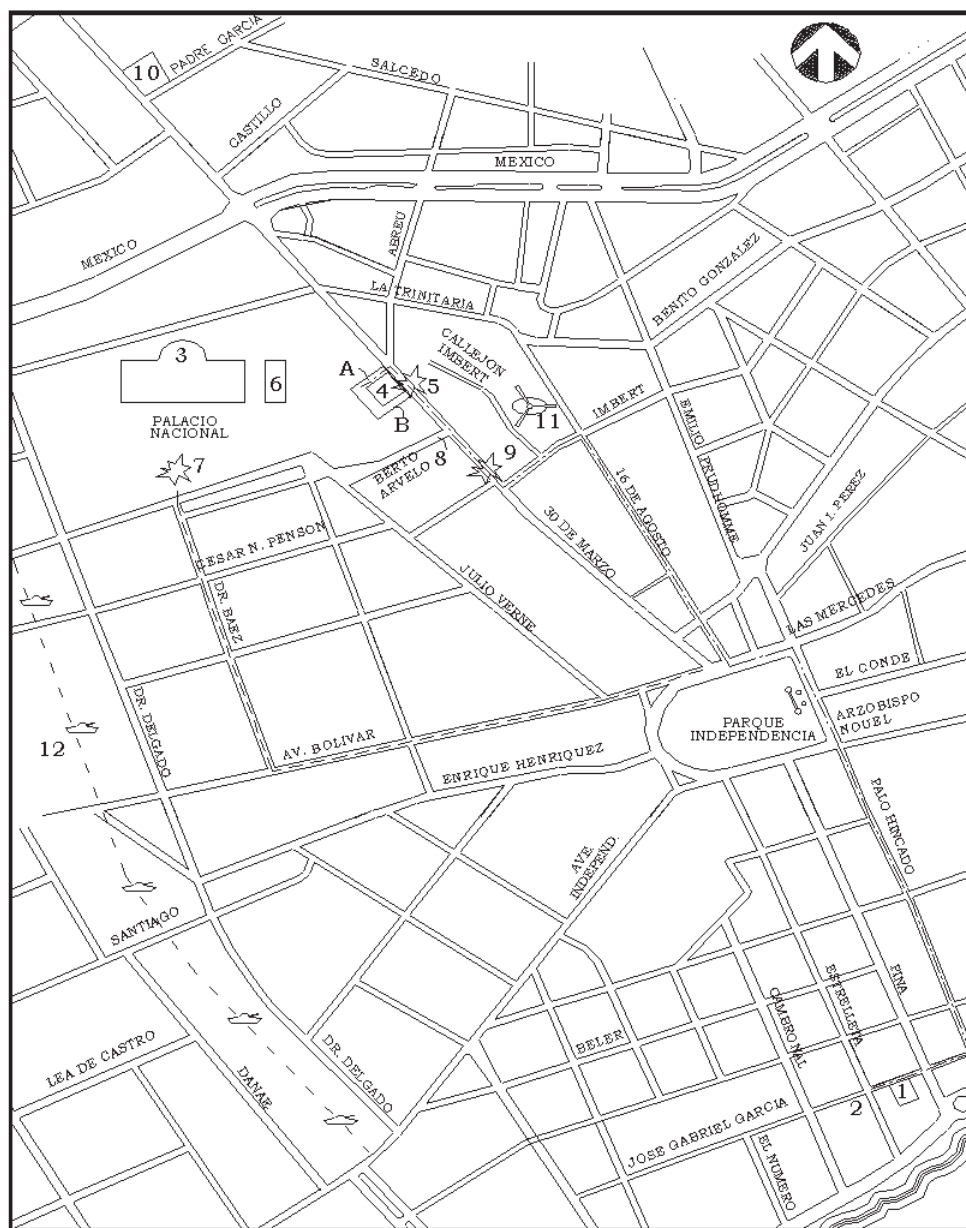 10
PADRE GARCIA
SALCEDO
CASTILLO
MEXICO
MEXICO
ABREU
LA TRINITARIA
BENITO GONZALEZ
CALLEJON
IMBERT
3
6
A
4
5
B
PALACIO
NACIONAL
11
IMBERT
EMILIO PRUDHOMME
7
8
9
BERTO
ARVELO
16 DE AGOSTO
30 DE MARZO
JUAN I. PEREZ
CESAR N. PENSON
DR. BAEZ
JULIO VERNE
LAS MERCEDES
EL CONDE
ARZOBISPO
NOUEL
PARQUE
INDEPENDENCIA
DR. DELGADO
12
AV. BOLIVAR
ENRIQUE HENRIQUEZ
PALO HINCADO
AVE.
INDEPEND.
SANTIAGO
PINA
ESTRELLETA
CAMBRONAL
BELER
LEA DE CASTRO
DANAE
DR. DELGADO
1
2
JOSE GABRIEL GARCIA
EL NUMERO